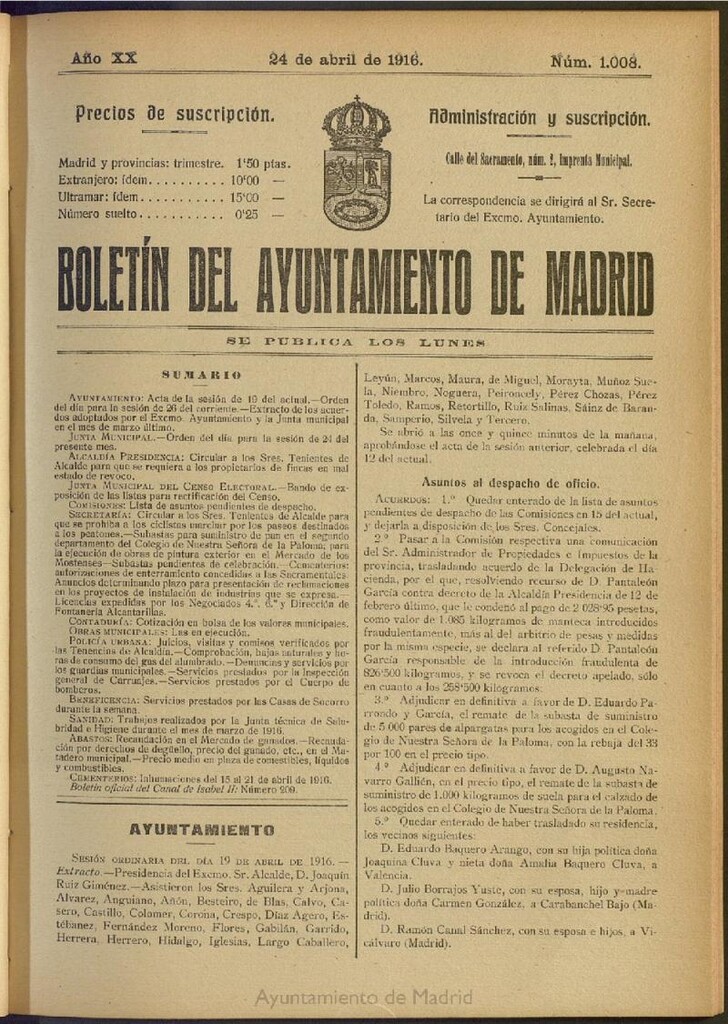 Año XX
24 de abril de 1916.
Núm. 1.008.
Precios de suscripción.
Madrid y provincias: trimestre. 1'50 ptas.
Extranjero: ídem.......... 10'00 —
Ultramar: ídem........... 15'00 —
Número suelto........... 0'25 —
Administración y suscripción.
Calle del Sacramento, núm. 2, Imprenta Municipal.
La correspondencia se dirigirá al Sr. Secre-
tario del Excmo. Ayuntamiento.
BOLETÍN DEL AYUNTAMIENTO DE MADRID
SE PUBLICA LOS LUNES
SUMARIO
AYUNTAMIENTO: Acta de la sesión de 19 del actual.—Orden
del día para la sesión de 26 del corriente.—Extracto de los acuer-
dos adoptados por el Excmo Ayuntamiento y la Junta municipal
en el mes de marzo último.
JUNTA MUNICIPAL.—Orden del día para la sesión de 24 del
presente mes.
ALCALDÍA PRESIDENCIA: Circular a los Sres. Tenientes de
Alcalde para que se requiera a los propietarios de fincas en mal
estado de revoco.
JUNTA MUNICIPAL DEL CENSO ELECTORAL.—Bando de ex-
posición de las listas para rectificación del Censo.
COMISIONES: Lista de asuntos pendientes de despacho.
SECRETARÍA: Circular a los Sres. Tenientes de Alcalde para
que se prohiba a los ciclistas marchar por los paseos destinados
a los peatones.—Subastas para suministro de pan en el segundo
departamento del Colegio de Nuestra Señora de la Paloma; para
la ejecución de obras de pintura exterior en el Mercado de los
Mostenses—Subastas pendientes de celebración.—Cementerios:
autorizaciones de enterramiento concedidas a las Sacramentales.
Anuncios determinando plazo para presentación de reclamaciones
en los proyectos de instalación de industrias que se expresa.—
Licencias expedidas por los Negociados 4.º, 6.º y Dirección de
Fontanería Alcantarillas.
CONTADURÍA: Cotización en bolsa de los valores municipales.
OBRAS MUNICIPALES: Las en ejecución.
POLICÍA URBANA: Juicios, visitas y comisos verificados por
las Tenencias de Alcaldía.—Comprobación, bajas naturales y ho-
ras de consumo del gas del alumbrado.—Denuncias y servicios por
los guardias municipales.—Servicios prestados por la Inspección
general de Carruajes.—Servicios prestados por el Cuerpo de
bomberos.
BENEFICENCIA: Servicios prestados por las Casas de Socorro
durante la semana.
SANIDAD: Trabajos realizados por la Junta técnica de Salu-
bridad e Higiene durante el mes de marzo de 1916.
ABASTOS: Recaudación en el Mercado de ganados.—Recauda-
ción por derechos de degüello, precio del ganado, etc., en el Ma-
tadero municipal.—Precio medio en plaza de comestibles, líquidos
y combustibles.
CEMENTERIOS: Inhumaciones del 15 al 21 de abril de 1916.
Boletín oficial del Canal de Isabel II: Número 209.
AYUNTAMIENTO
SESIÓN ORDINARIA DEL DÍA 19 DE ABRIL DE 1916.—
Extracto.—Presidencia del Excmo. Sr. Alcalde, D. Joaquín
Ruiz Giménez.—Asistieron los Sres. Aguilera y Arjona,
Alvarez, Anguiano, Añón, Besteiro, de Blas, Calvo, Ca-
sero, Castillo, Colomer, Corona, Crespo, Díaz Agero, Es-
tébanez, Fernández Moreno, Flores, Gabilán, Garrido,
Herrera, Herrero, Hidalgo, Iglesias, Largo Caballero,
Leyún, Marcos, Maura, de Miguel, Morayta, Muñoz Sue-
la, Niembro, Noguera, Peironcely, Pérez Chozas, Pérez
Toledo, Ramos, Retortillo, Ruiz Salinas, Sáinz de Baran-
da, Samperio, Silvela y Tercero.
Se abrió a las once y quince minutos de la mañana,
aprobándose el acta de la sesión anterior, celebrada el día
12 del actual.
Asuntos al despacho de oficio.
ACUERDOS: 1.º Quedar enterado de la lista de asuntos
pendientes de despacho de las Comisiones en 15 del actual,
y dejarla a disposición de los Sres. Concejales.
2.º Pasar a la Comisión respectiva una comunicación
del Sr. Administrador de Propiedades e Impuestos de la
provincia, trasladando acuerdo de la Delegación de Ha-
cienda, por el que, resolviendo recurso de D. Pantaleón
García contra decreto de la Alcaldía Presidencia de 12 de
febrero último, que le condenó al pago de 2 028'95 pesetas,
como valor de 1.085 kilogramos de manteca introducidos
fraudulentamente, más al del arbitrio de pesas y medidas
por la misma especie, se declara al referido D. Pantaleón
García responsable de la introducción fraudulenta de
826'500 kilogramos, y se revoca el decreto apelado, sólo
en cuanto a los 258'500 kilogramos.
3.º Adjudicar en definitiva a favor de D. Eduardo Pa-
rrondo y García, el remate de la subasta de suministro
de 5 000 pares de alpargatas para los acogidos en el Cole-
gio de Nuestra Señora de la Paloma, con la rebaja del 33
por 100 en el precio tipo.
4.º Adjudicar en definitiva a favor de D. Augusto Na-
varro Gallién, en el precio tipo, el remate de la subasta de
suministro de 1.000 kilogramos de suela para el calzado de
los acogidos en el Colegio de Nuestra Señora de la Paloma.
5.º Quedar enterado de haber trasladado su residencia,
los vecinos siguientes:
D. Eduardo Baquero Arango, con su hija política doña
Joaquina Cluva y nieta doña Amalia Baquero Cluva, a
Valencia.
D. Julio Borrajos Yuste, con su esposa, hijo y madre
política doña Carmen González, a Carabanchel Bajo (Ma-
drid).
D. Ramón Canal Sánchez, con su esposa e hijos, a Vi-
cálvaro (Madrid).
Ayuntamiento de Madrid